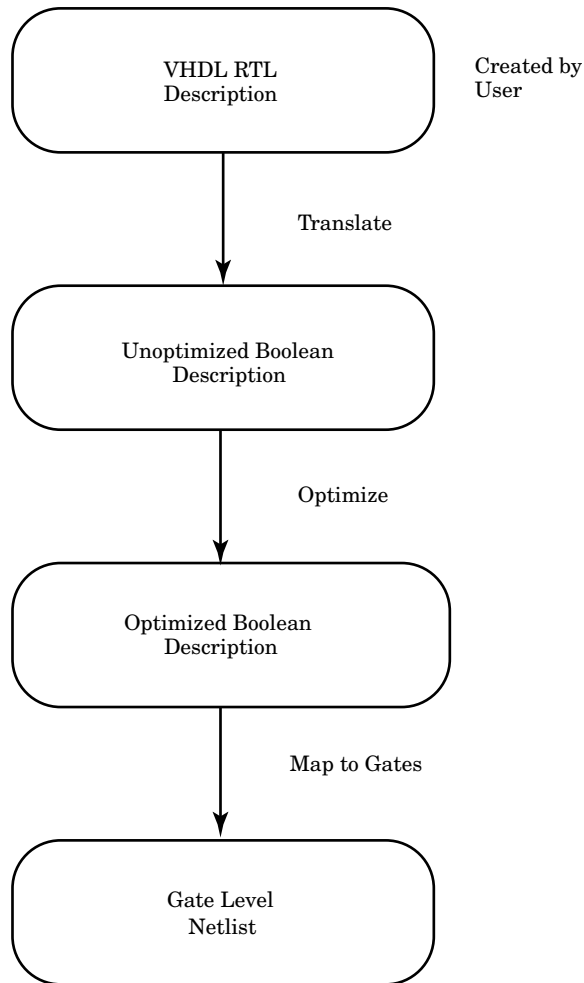 VHDL RTL
Description
Created by
User
Translate
Unoptimized Boolean
Description
Optimize
Optimized Boolean
Description
Map to Gates
Gate Level
Netlist